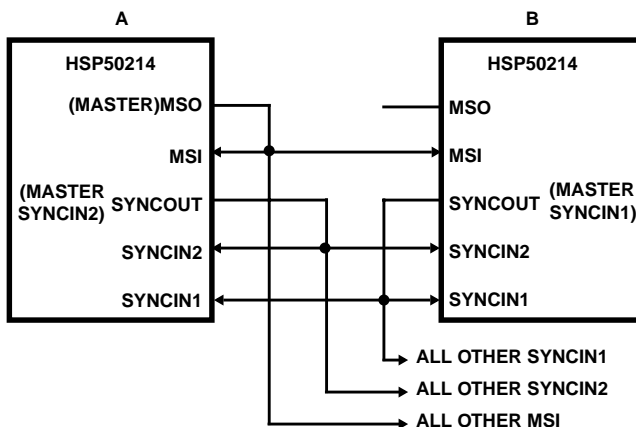 A
B
HSP50214
HSP50214
(MASTER)MSO
MSO
MSI
MSI
(MASTER
SYNCIN2)
SYNCOUT
SYNCOUT
(MASTER
SYNCIN1)
SYNCIN2
SYNCIN2
SYNCIN1
SYNCIN1
ALL OTHER SYNCIN1
ALL OTHER SYNCIN2
ALL OTHER MSI